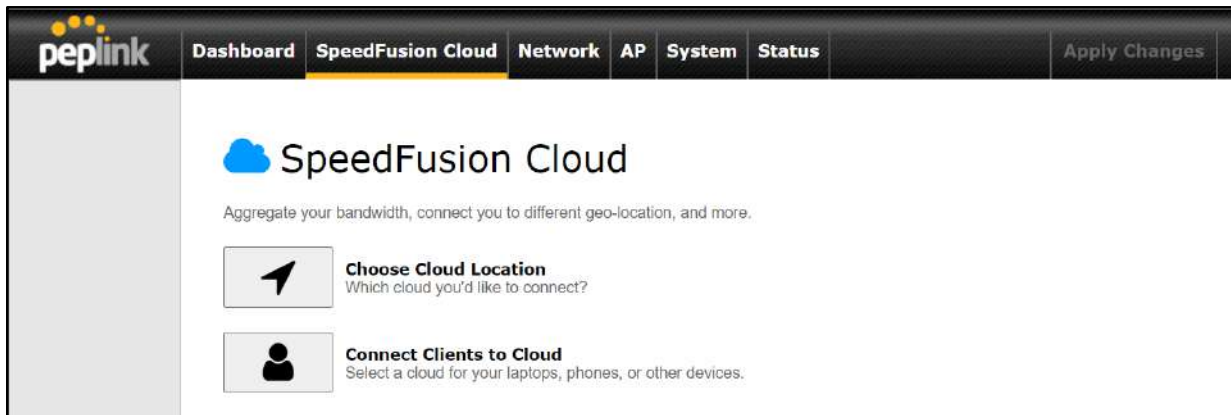 peplink
Dashboard SpeedFusion Cloud Network AP System Status Apply Changes
SpeedFusion Cloud
Aggregate your bandwidth, connect you to different geo-location, and more.
Choose Cloud Location
Which cloud you'd like to connect?
Connect Clients to Cloud
Select a cloud for your laptops, phones, or other devices.